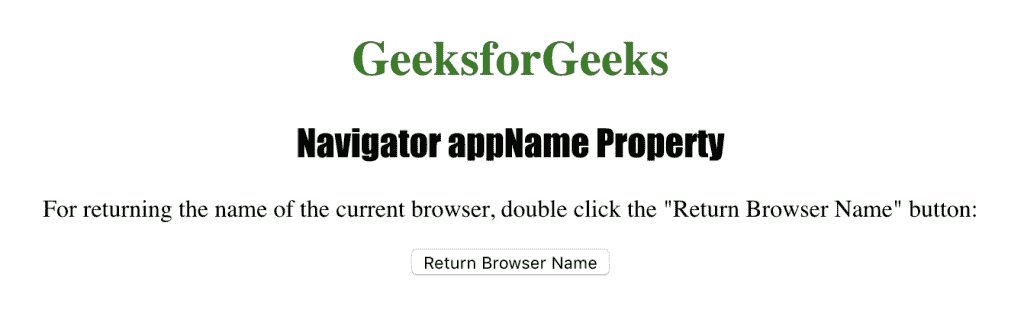 GeeksforGeeks
Navigator appName Property
For returning the name of the current browser, double click the "Return Browser Name" button:
Return Browser Name